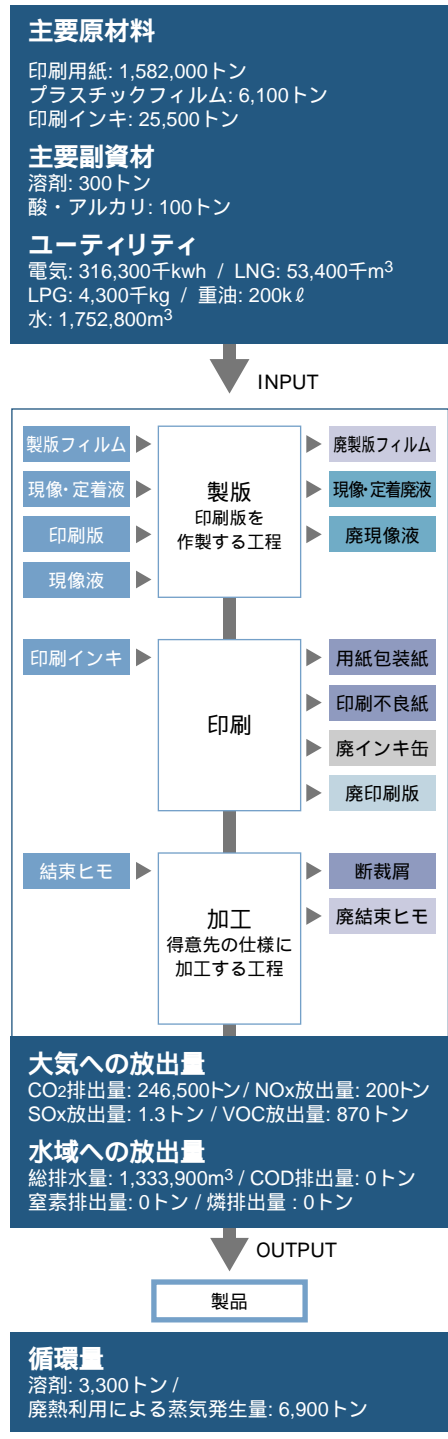 主要原材料
印刷用紙: 1,582,000トン
プラスチックフィルム: 6,100トン
印刷インキ: 25,500トン
主要副資材
溶剤: 300トン
酸・アルカリ: 100トン
ユーティリティ
電気: 316,300千kwh / LNG: 53,400千m³
LPG: 4,300千kg / 重油: 200kℓ
水: 1,752,800m³
INPUT
製版フィルム
現像・定着液
印刷版
現像液
製版
印刷版を
作製する工程
廃製版フィルム
現像・定着廃液
廃現像液
印刷インキ
印刷
用紙包装紙
印刷不良紙
廃インキ缶
廃印刷版
結束ヒモ
加工
得意先の仕様に
加工する工程
断裁屑
廃結束ヒモ
大気への放出量
CO2排出量: 246,500トン/ NOx放出量: 200トン
SOx放出量: 1.3トン / VOC放出量: 870トン
水域への放出量
総排水量: 1,333,900m³ / COD排出量: 0トン
窒素排出量: 0トン / 燐排出量 : 0トン
OUTPUT
製品
循環量
溶剤: 3,300トン /
廃熱利用による蒸気発生量: 6,900トン